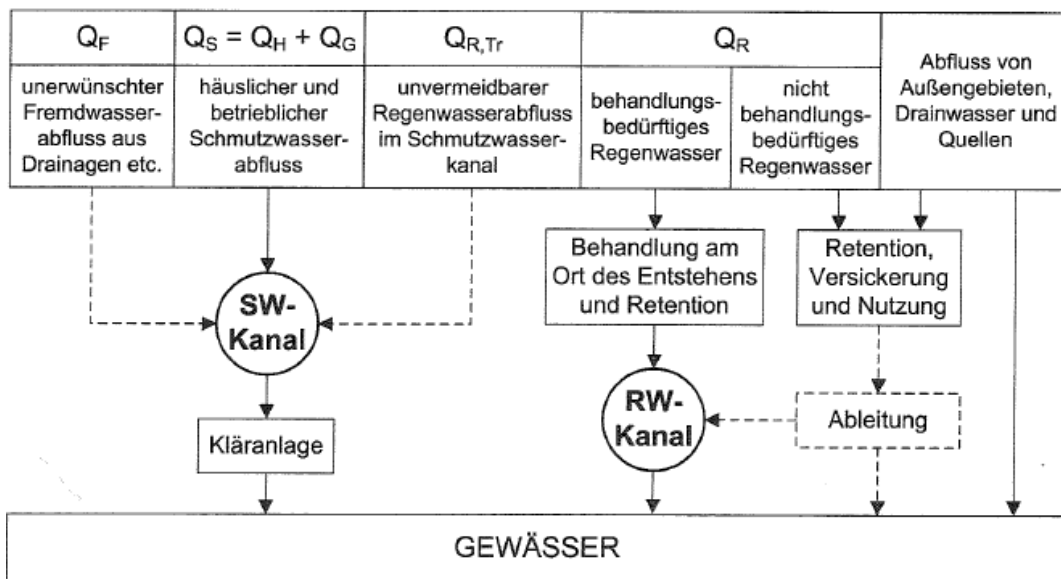 Q_F
Q_S = Q_H + Q_G
Q_R,Tr
Q_R
unerwünschter
Fremdwasser-
abfluss aus
Drainagen etc.
häuslicher und
betrieblicher
Schmutzwasser-
abfluss
unvermeidbarer
Regenwasserabfluss
im Schmutzwasser-
kanal
behandlungs-
bedürftiges
Regenwasser
nicht
behandlungs-
bedürftiges
Regenwasser
Abfluss von
Außengebieten,
Drainwasser und
Quellen
Behandlung am
Ort des Entstehens
und Retention
Retention,
Versickerung
und Nutzung
SW-
Kanal
RW-
Kanal
Ableitung
Kläranlage
GEWÄSSER